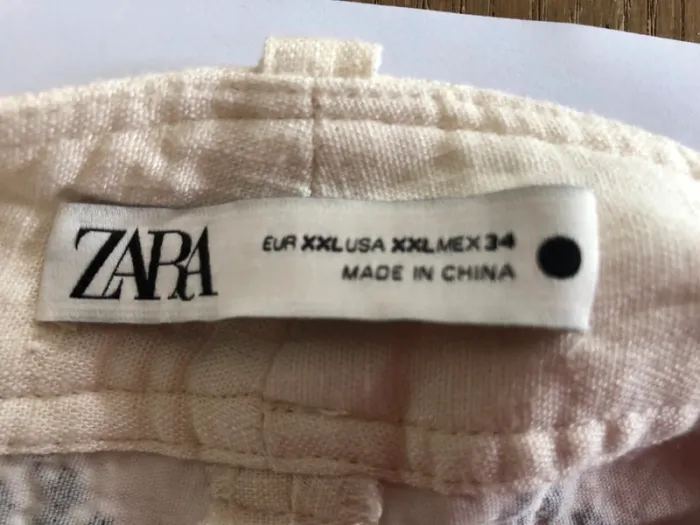 ZARA
EUR XXL USA XXL MEX 34
MADE IN CHINA